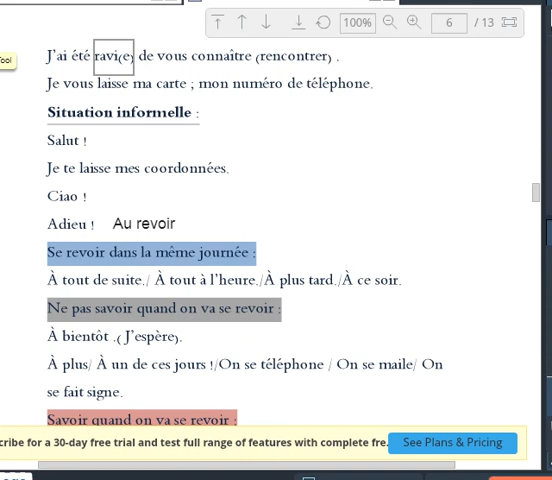 100%
6 / 13
ool
J'ai été ravi(e) de vous connaître (rencontrer) .
Je vous laisse ma carte ; mon numéro de téléphone.
Situation informelle :
Salut !
Je te laisse mes coordonnées.
Ciao !
Adieu ! Au revoir
Se revoir dans la même journée :
À tout de suite./ À tout à l'heure./À plus tard./À ce soir.
Ne pas savoir quand on va se revoir :
À bientôt .( J'espère).
À plus/ À un de ces jours !/On se téléphone / On se maile/ On
se fait signe.
Savoir quand on va se revoir :
cribe for a 30-day free trial and test full range of features with complete fre. See Plans & Pricing